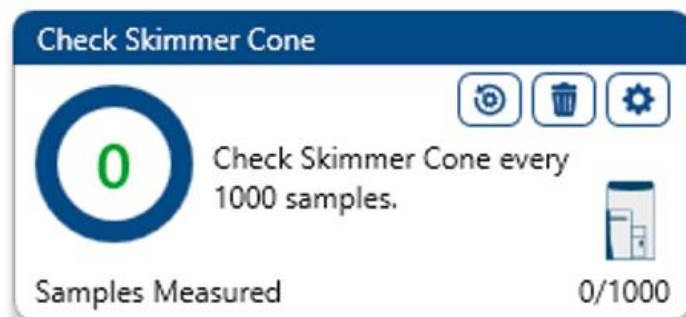 Check Skimmer Cone
0
Check Skimmer Cone every
1000 samples.
Samples Measured
0/1000